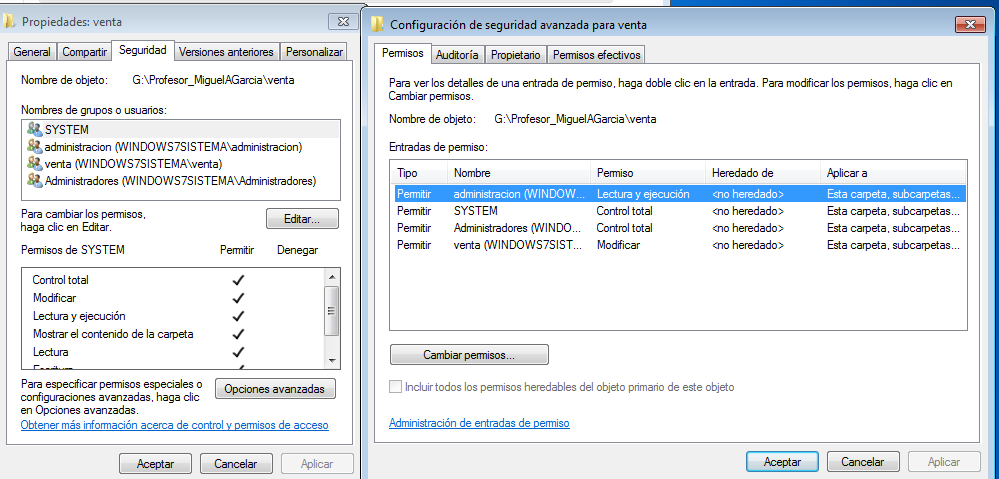 Propiedades: venta
General Compartir Seguridad Versiones anteriores Personalizar
Nombre de objeto: G:\Profesor_MiguelAGarcia\venta
Nombres de grupos o usuarios:
SYSTEM
administracion (WINDOWS7SISTEMA\administracion)
venta (WINDOWS7SISTEMA\venta)
Administradores (WINDOWS7SISTEMA\Administradores)
Para cambiar los permisos,
haga clic en Editar.
Editar...
Permisos de SYSTEM Permitir Denegar
Control total
Modificar
Lectura y ejecución
Mostrar el contenido de la carpeta
Lectura
Escritura
Para especificar permisos especiales o
configuraciones avanzadas, haga clic
en Opciones avanzadas.
Opciones avanzadas
Obtener más información acerca de control y permisos de acceso
Aceptar Cancelar Aplicar
Configuración de seguridad avanzada para venta
Permisos Auditoría Propietario Permisos efectivos
Para ver los detalles de una entrada de permiso, haga doble clic en la entrada. Para modificar los permisos, haga clic en
Cambiar permisos.
Nombre de objeto: G:\Profesor_MiguelAGarcia\venta
Entradas de permiso:
Tipo Nombre Permiso Heredado de Aplicar a
Permitir administracion (WINDOW... Lectura y ejecución <no heredado> Esta carpeta, subcarpetas...
Permitir SYSTEM Control total <no heredado> Esta carpeta, subcarpetas...
Permitir Administradores (WINDO... Control total <no heredado> Esta carpeta, subcarpetas...
Permitir venta (WINDOWS7SIST... Modificar <no heredado> Esta carpeta, subcarpetas...
Cambiar permisos...
Incluir todos los permisos heredables del objeto primario de este objeto
Administración de entradas de permiso
Aceptar Cancelar Aplicar